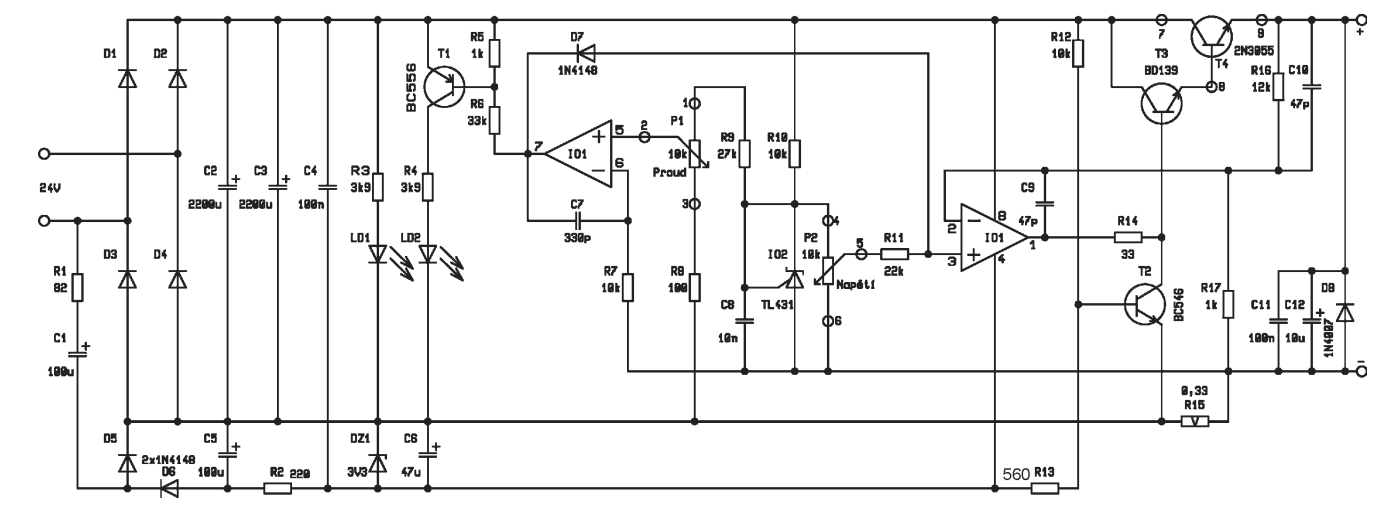 D1
D2
24V
D3
D4
R1
82
C1
100u
+
D5
2x1N4148
D6
C2
2200u
+
C3
2200u
+
C4
100n
C5
100u
+
R2 220
R3
3k9
LD1
R4
3k9
LD2
DZ1
3V3
C6
47u
+
T1
BC556
R5
1k
R6
33k
D7
1N4148
7
IO1
+
5
−
6
2
C7
330p
R7
10k
1
P1
10k
Proud
3
R8
100
R9
27k
R10
10k
C8
10n
IO2
TL431
4
P2
10k
5
Napětí
6
R11
22k
2
−
8
IO1
1
3
+
4
C9
47p
R12
10k
R14
33
T2
BC546
560 R13
7
T3
BD139
8
T4
2N3055
9
R16
12k
C10
47p
+
R17
1k
C11
100n
C12
10u
+
D8
1N4007
−
0,33
R15
V